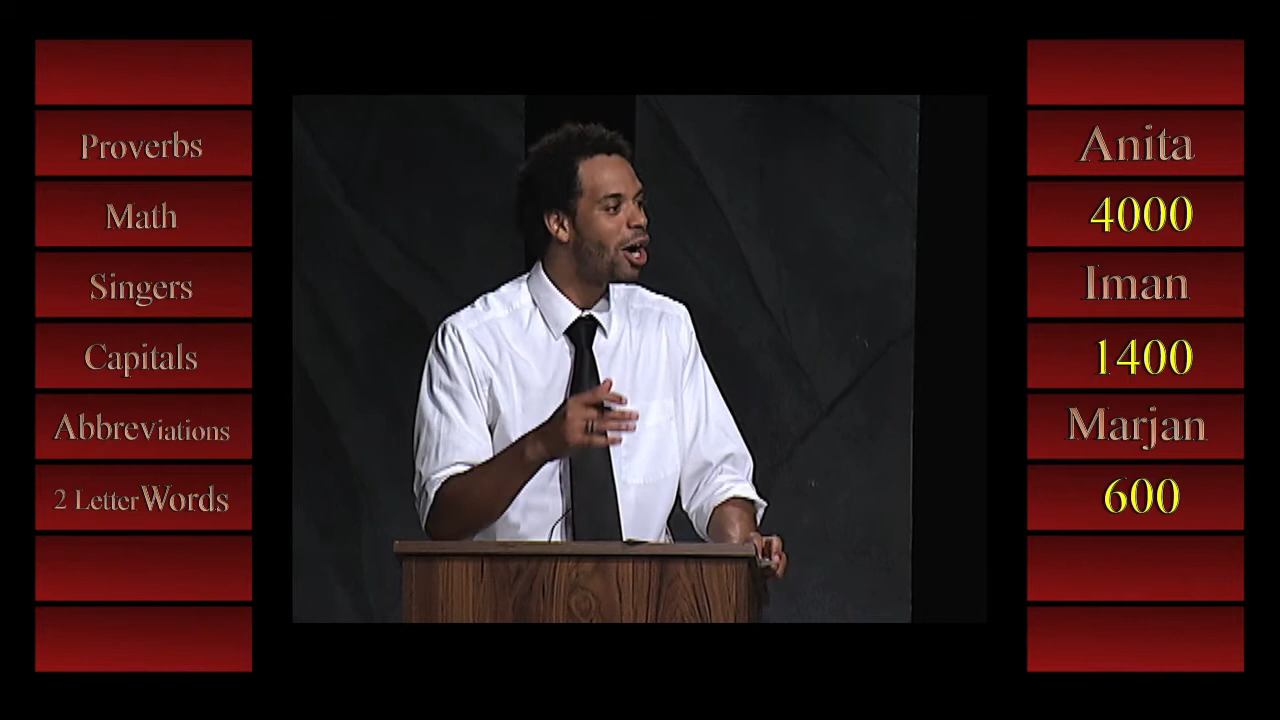 Proverbs
Math
Singers
Capitals
Abbreviations
2 Letter Words
Anita
4000
Iman
1400
Marjan
600